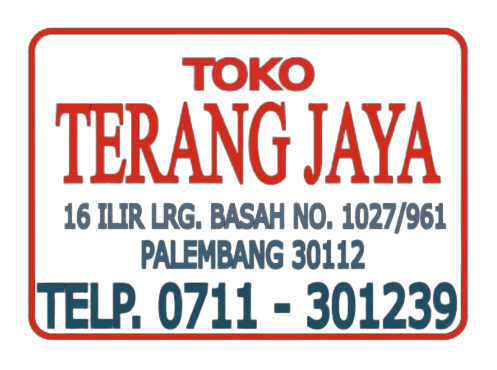 TOKO
TERANG JAYA
16 ILIR LRG. BASAH NO. 1027/961
PALEMBANG 30112
TELP. 0711 - 301239